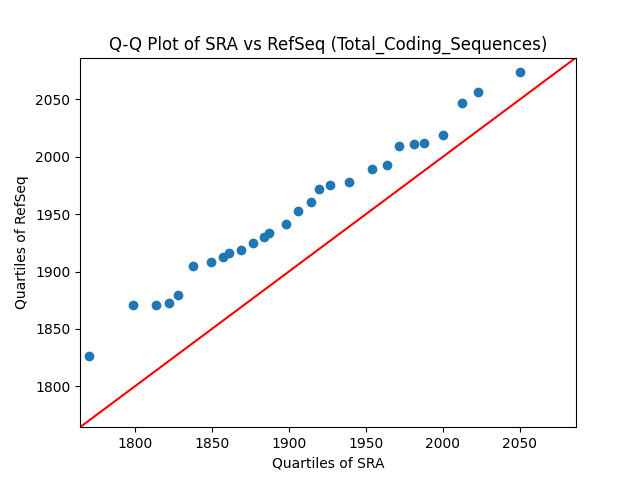 Q-Q Plot of SRA vs RefSeq (Total_Coding_Sequences)
2050
2000
1950
1900
1850
1800
Quartiles of RefSeq
1800 1850 1900 1950 2000 2050
Quartiles of SRA